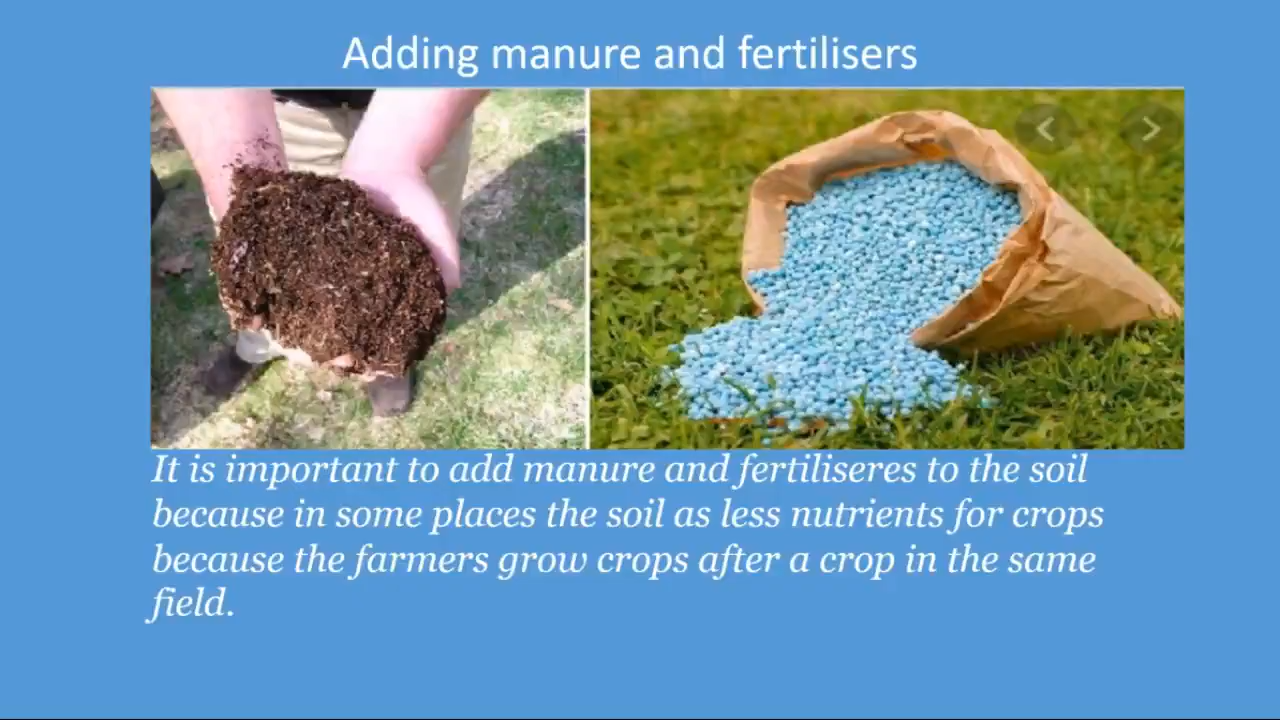 Adding manure and fertilisers
It is important to add manure and fertiliseres to the soil
because in some places the soil as less nutrients for crops
because the farmers grow crops after a crop in the same
field.